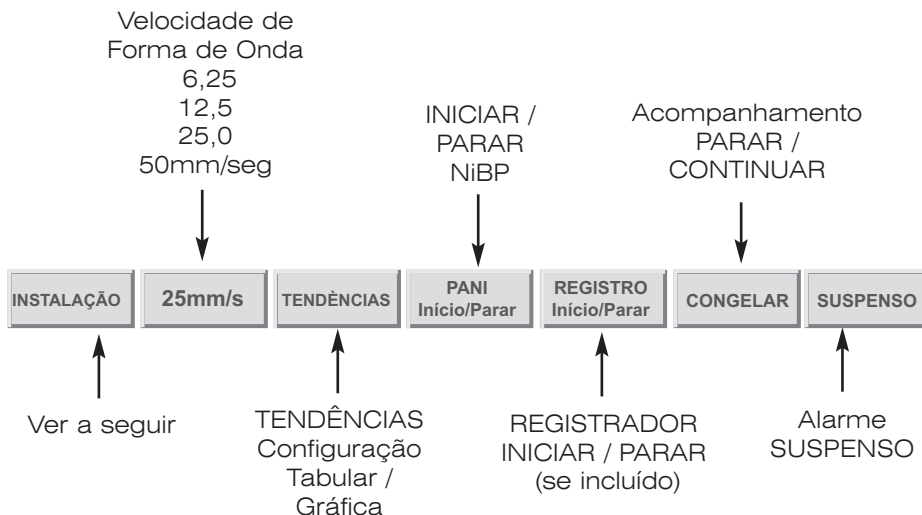 Velocidade de
Forma de Onda
6,25
12,5
25,0
50mm/seg
INICIAR /
PARAR
NiBP
Acompanhamento
PARAR /
CONTINUAR
INSTALAÇÃO
25mm/s
TENDÈNCIAS
PANI
Início/Parar
REGISTRO
Início/Parar
CONGELAR
SUSPENSO
Ver a seguir
TENDÊNCIAS
Configuração
Tabular /
Gráfica
REGISTRADOR
INICIAR / PARAR
(se incluído)
Alarme
SUSPENSO